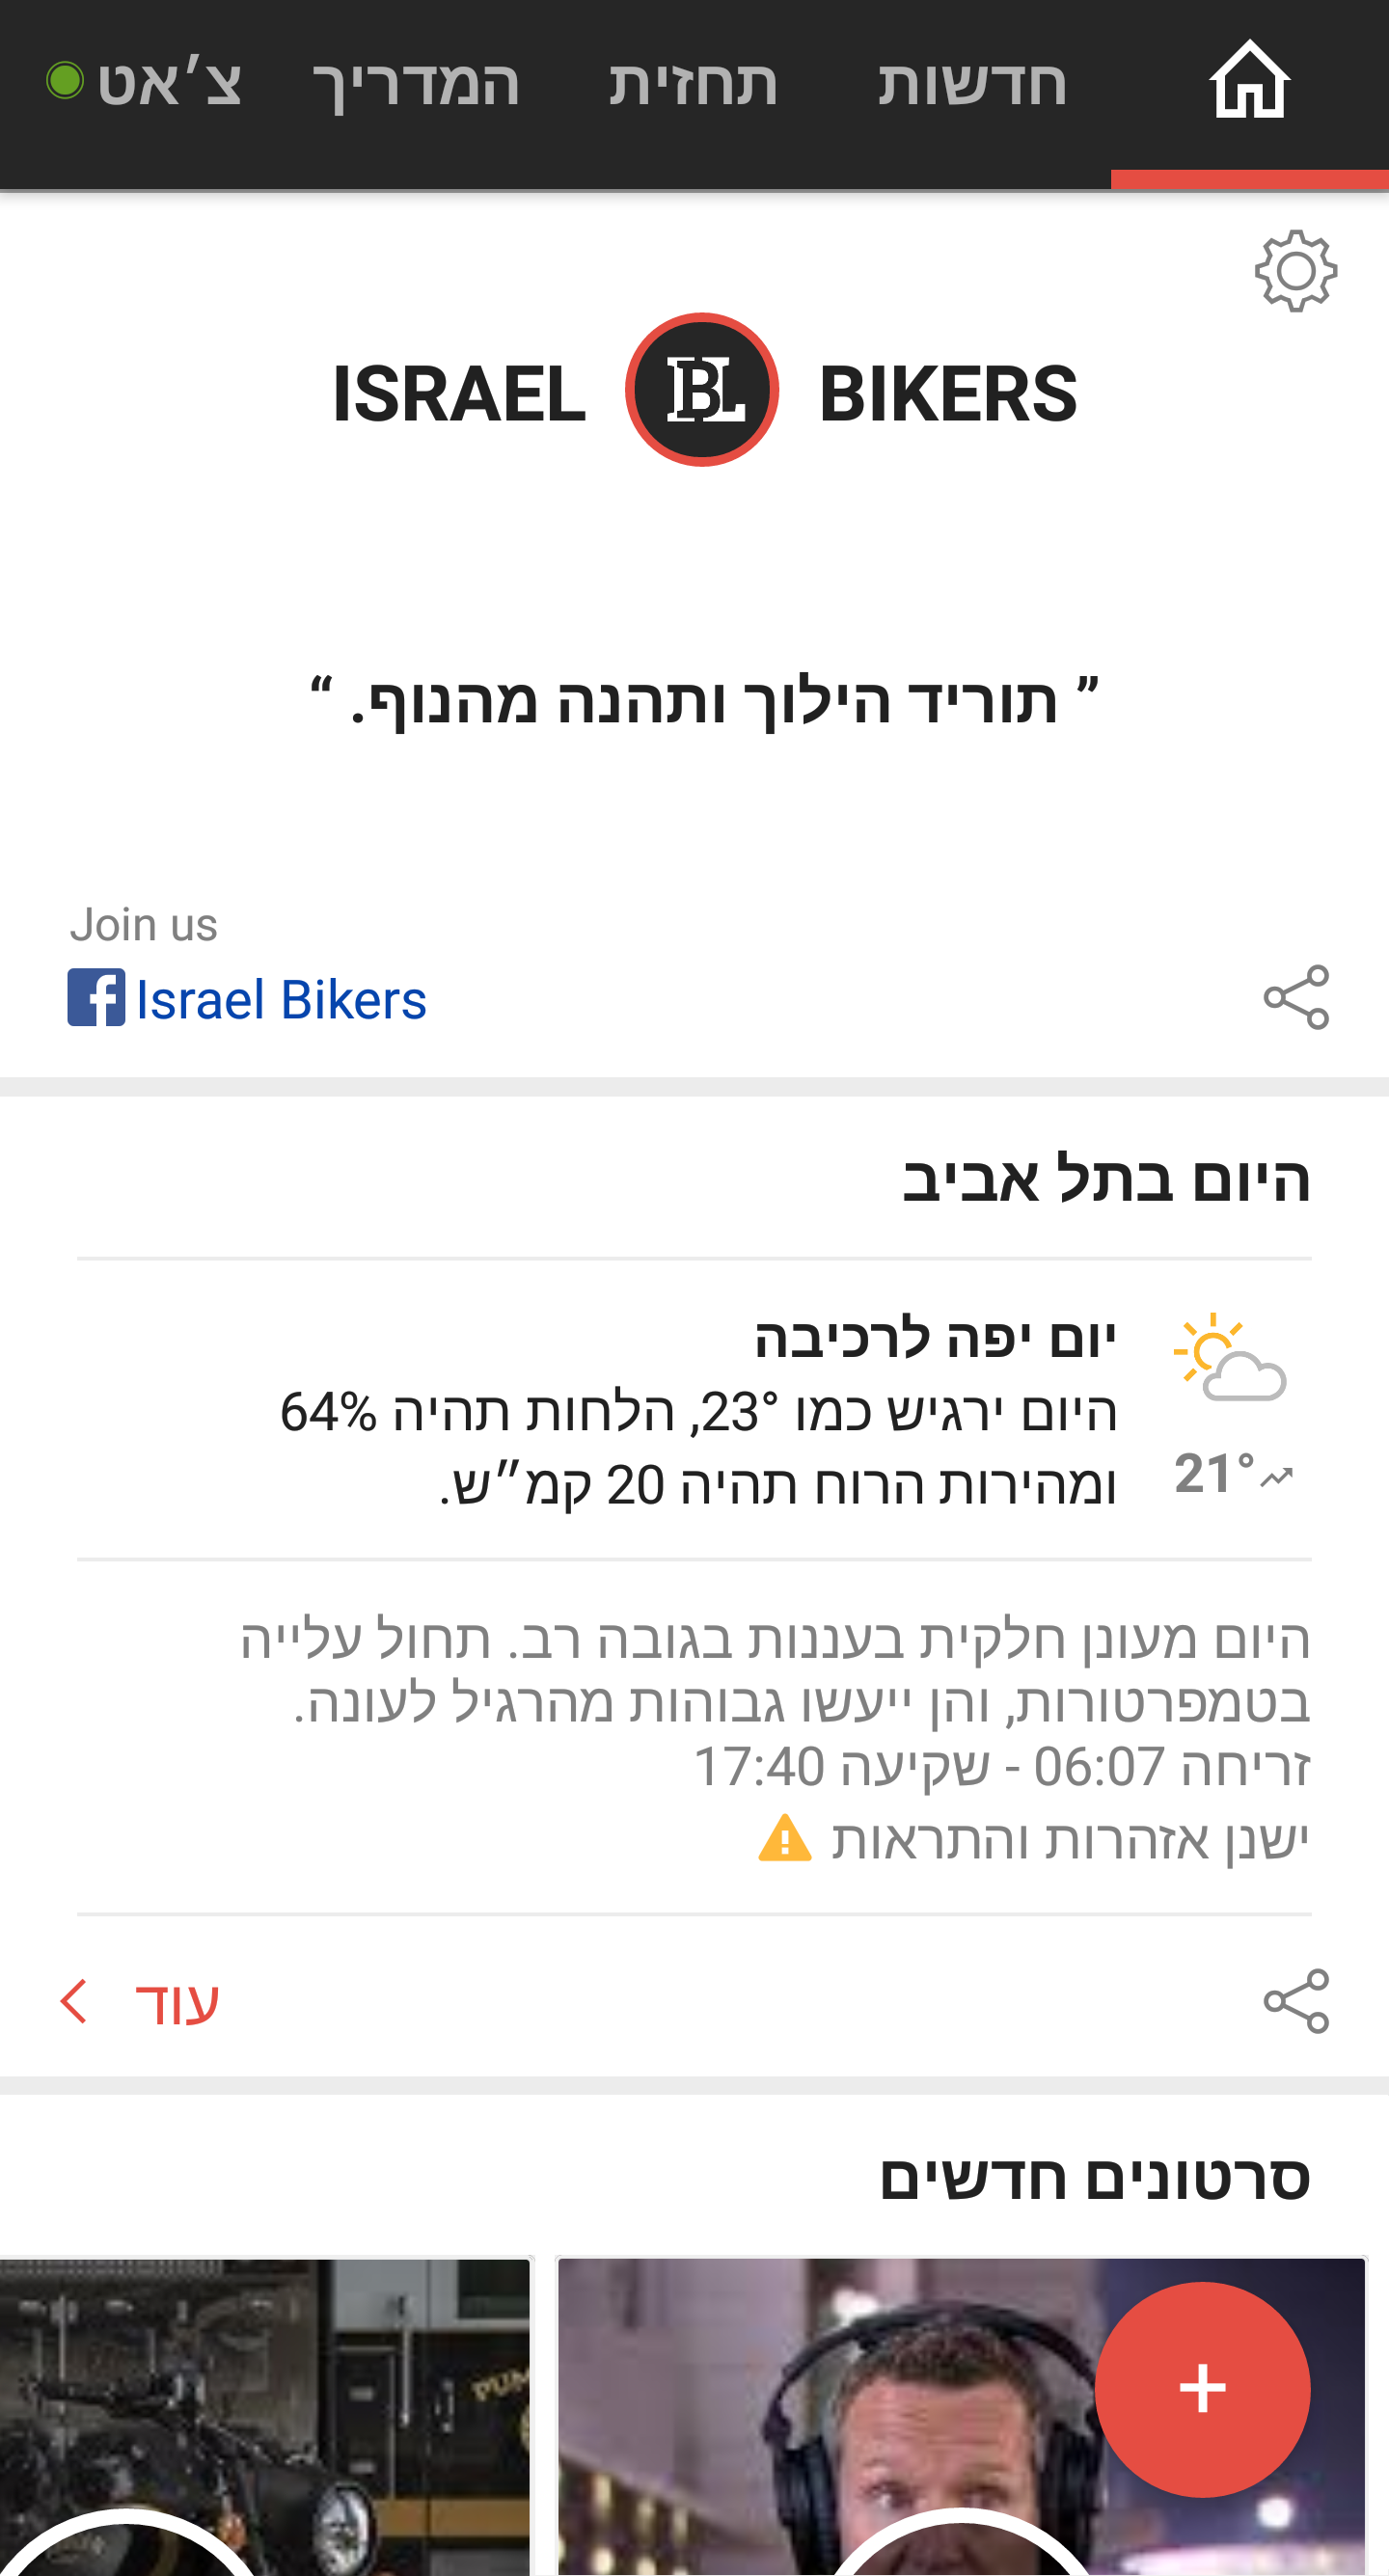 חדשות
תחזית
המדריך
צ׳אט
ISRAEL BL BIKERS
” תוריד הילוך ותהנה מהנוף. “
Join us
Israel Bikers
היום בתל אביב
יום יפה לרכיבה
היום ירגיש כמו 23°, הלחות תהיה 64%
ומהירות הרוח תהיה 20 קמ״ש.
21°
היום מעונן חלקית בעננות בגובה רב. תחול עלייה
בטמפרטורות, והן ייעשו גבוהות מהרגיל לעונה.
זריחה 06:07 - שקיעה 17:40
ישנן אזהרות והתראות
עוד
סרטונים חדשים
PUM